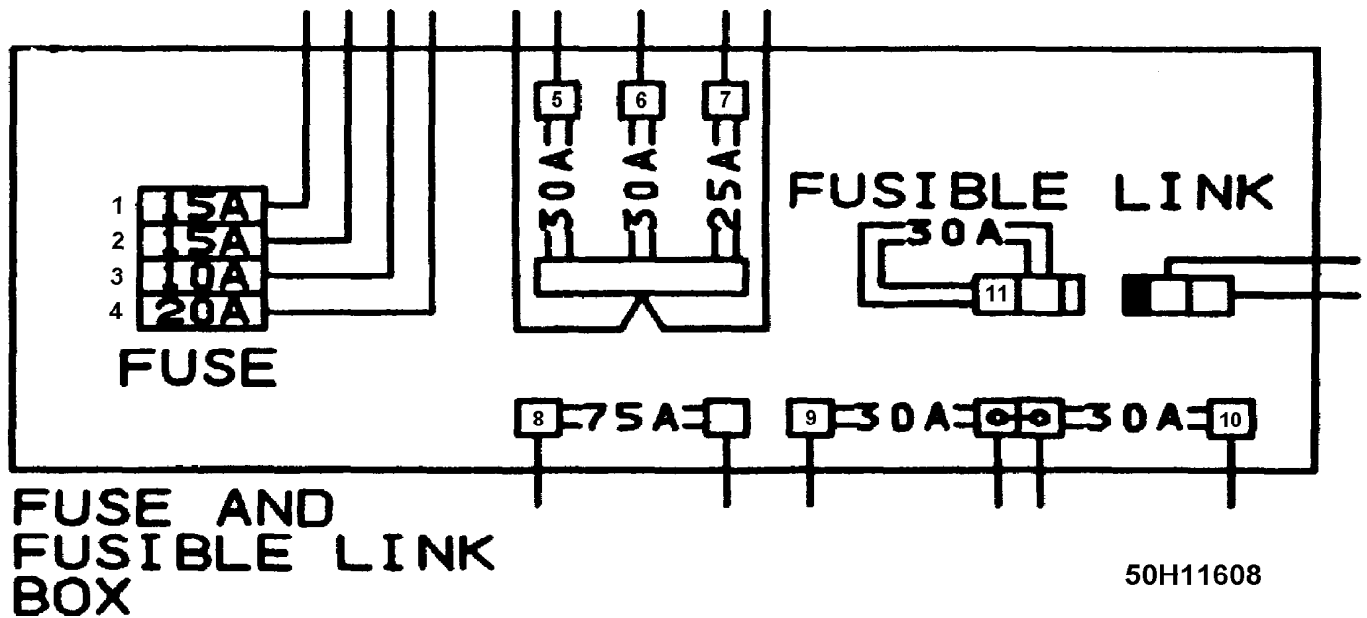 5 6 7
30A 30A 25A
1 15A
2 15A
3 10A
4 20A
FUSE
FUSIBLE LINK
30A
11
8 75A 9 30A 30A 10
FUSE AND
FUSIBLE LINK
BOX
50H11608